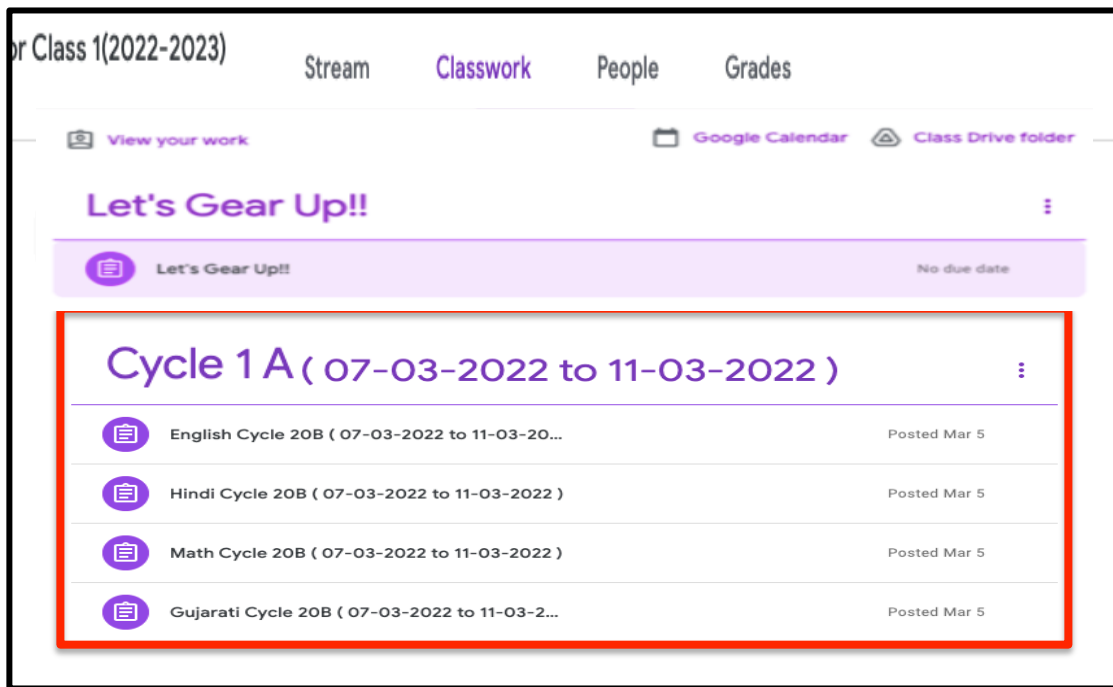 or Class 1(2022-2023)
Stream Classwork People Grades
View your work Google Calendar Class Drive folder
Let's Gear Up!!
Let's Gear Up!! No due date
Cycle 1 A ( 07-03-2022 to 11-03-2022 )
English Cycle 20B ( 07-03-2022 to 11-03-20... Posted Mar 5
Hindi Cycle 20B ( 07-03-2022 to 11-03-2022 ) Posted Mar 5
Math Cycle 20B ( 07-03-2022 to 11-03-2022 ) Posted Mar 5
Gujarati Cycle 20B ( 07-03-2022 to 11-03-2... Posted Mar 5